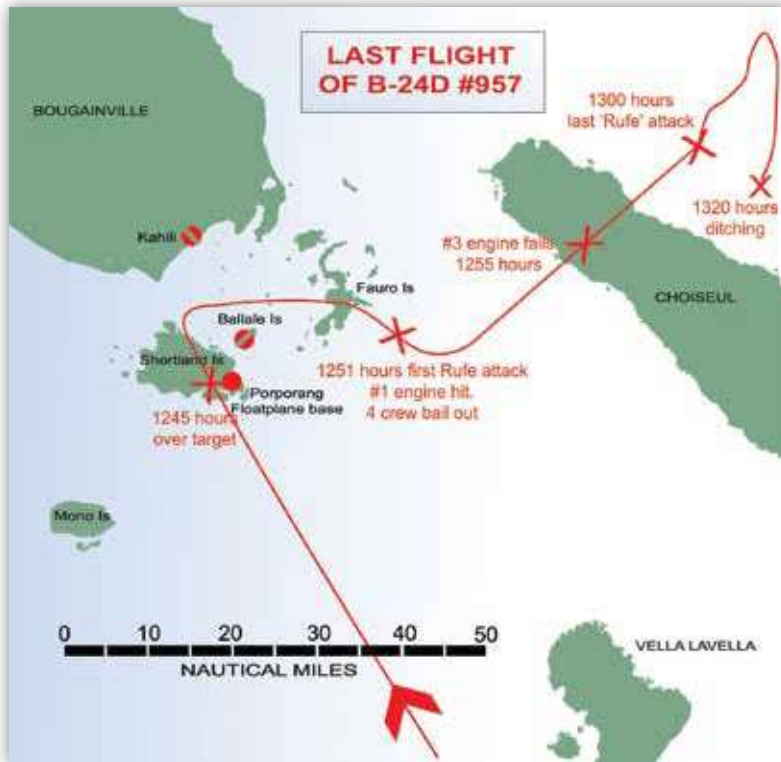 LAST FLIGHT
OF B-24D #957
BOUGAINVILLE
1300 hours
last 'Rufe' attack
1320 hours
ditching
Kahili
#3 engine fails
1255 hours
Fauro Is
CHOISEUL
Ballale Is
Shortland Is
1251 hours first Rufe attack
#1 engine hit.
4 crew bail out
Porporang
Floatplane base
1245 hours
over target
Mono Is
0 10 20 30 40 50
NAUTICAL MILES
VELLA LAVELLA